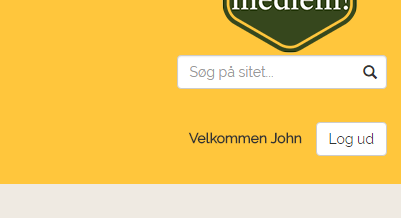 medlem!
Søg på sitet...
Velkommen John
Log ud